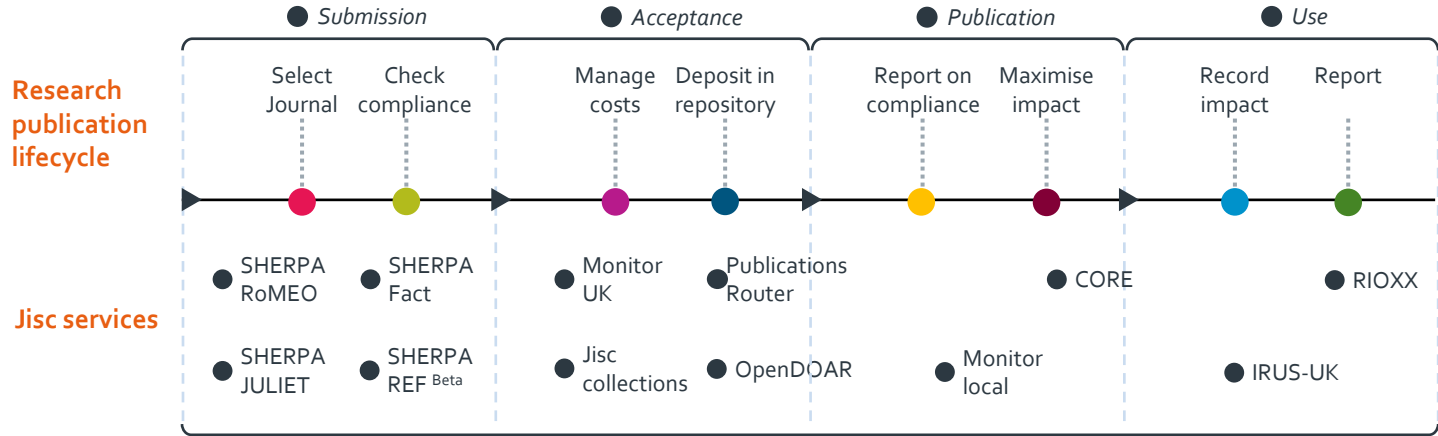 Submission
Acceptance
Publication
Use
Research
publication
lifecycle
Select
Journal
Check
compliance
Manage
costs
Deposit in
repository
Report on
compliance
Maximise
impact
Record
impact
Report
Jisc services
SHERPA
RoMEO
SHERPA
Fact
Monitor
UK
Publications
Router
CORE
RIOXX
SHERPA
JULIET
SHERPA
REF Beta
Jisc
collections
OpenDOAR
Monitor
local
IRUS-UK